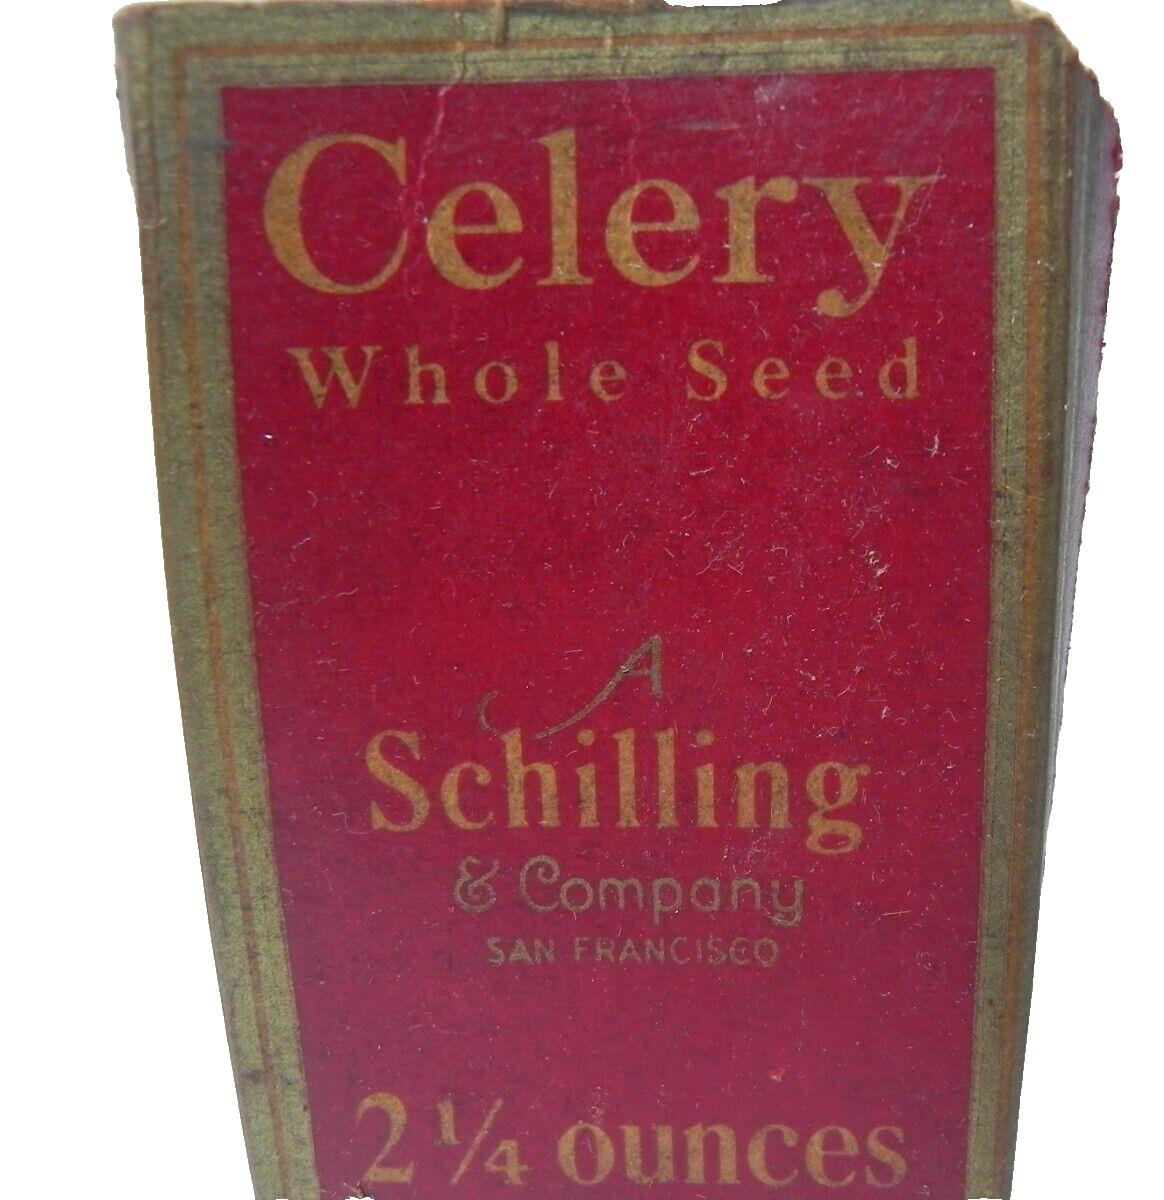 Celery
Whole Seed
A
Schilling
& Company
SAN FRANCISCO
2 1/4 ounces